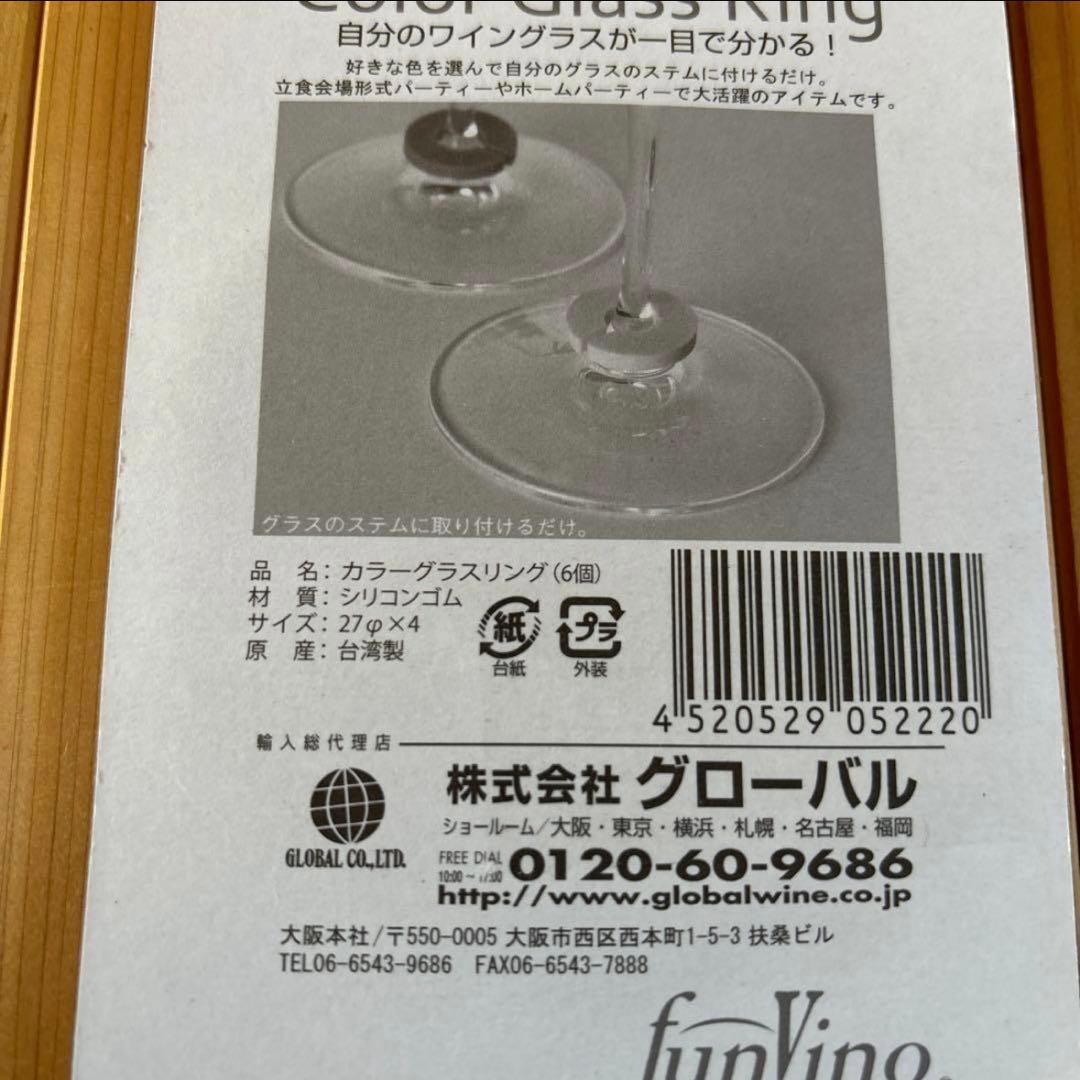 Color Glass Ring
自分のワイングラスが一目で分かる！
好きな色を選んで自分のグラスのステムに付けるだけ。
立食会場形式パーティーやホームパーティーで大活躍のアイテムです。
グラスのステムに取り付けるだけ。
品 名：カラーグラスリング（6個）
材 質：シリコンゴム
サイズ：27φ×4
原 産：台湾製
紙
台紙
プラ
外装
4 520529 052220
輸入総代理店
株式会社 グローバル
ショールーム/大阪・東京・横浜・札幌・名古屋・福岡
GLOBAL CO.,LTD.
FREE DIAL 0120-60-9686
10:00～17:00
http://www.globalwine.co.jp
大阪本社/〒550-0005 大阪市西区西本町1-5-3 扶桑ビル
TEL06-6543-9686 FAX06-6543-7888
funVino